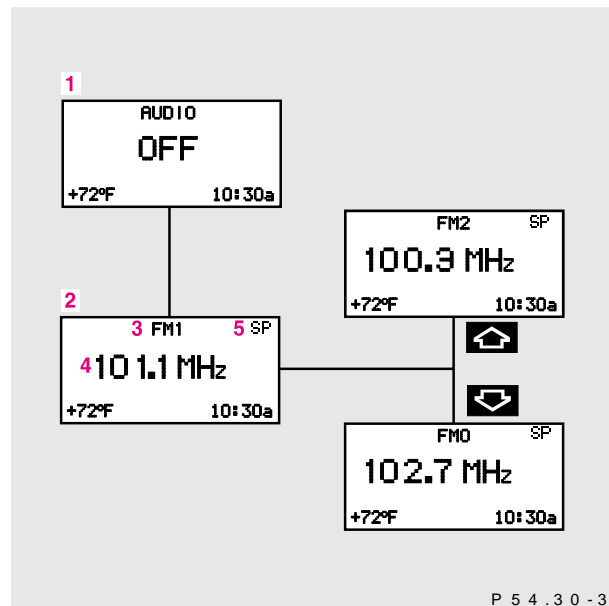 1
AUDIO
OFF
+72°F 10:30a
FM2 SP
100.3 MHz
+72°F 10:30a
2
3 FM1 5 SP
4 101.1 MHz
+72°F 10:30a
FM0 SP
102.7 MHz
+72°F 10:30a
P54.30-3